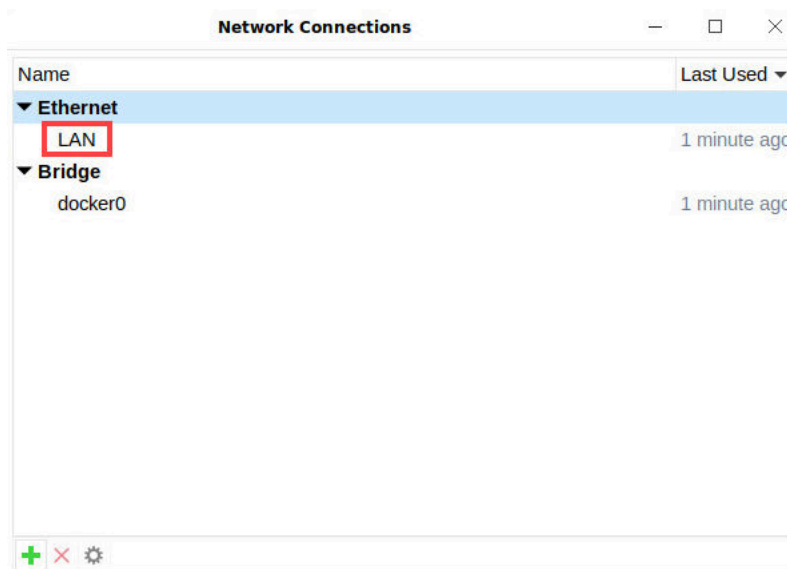 Network Connections
Name Last Used
Ethernet
LAN 1 minute ago
Bridge
docker0 1 minute ago